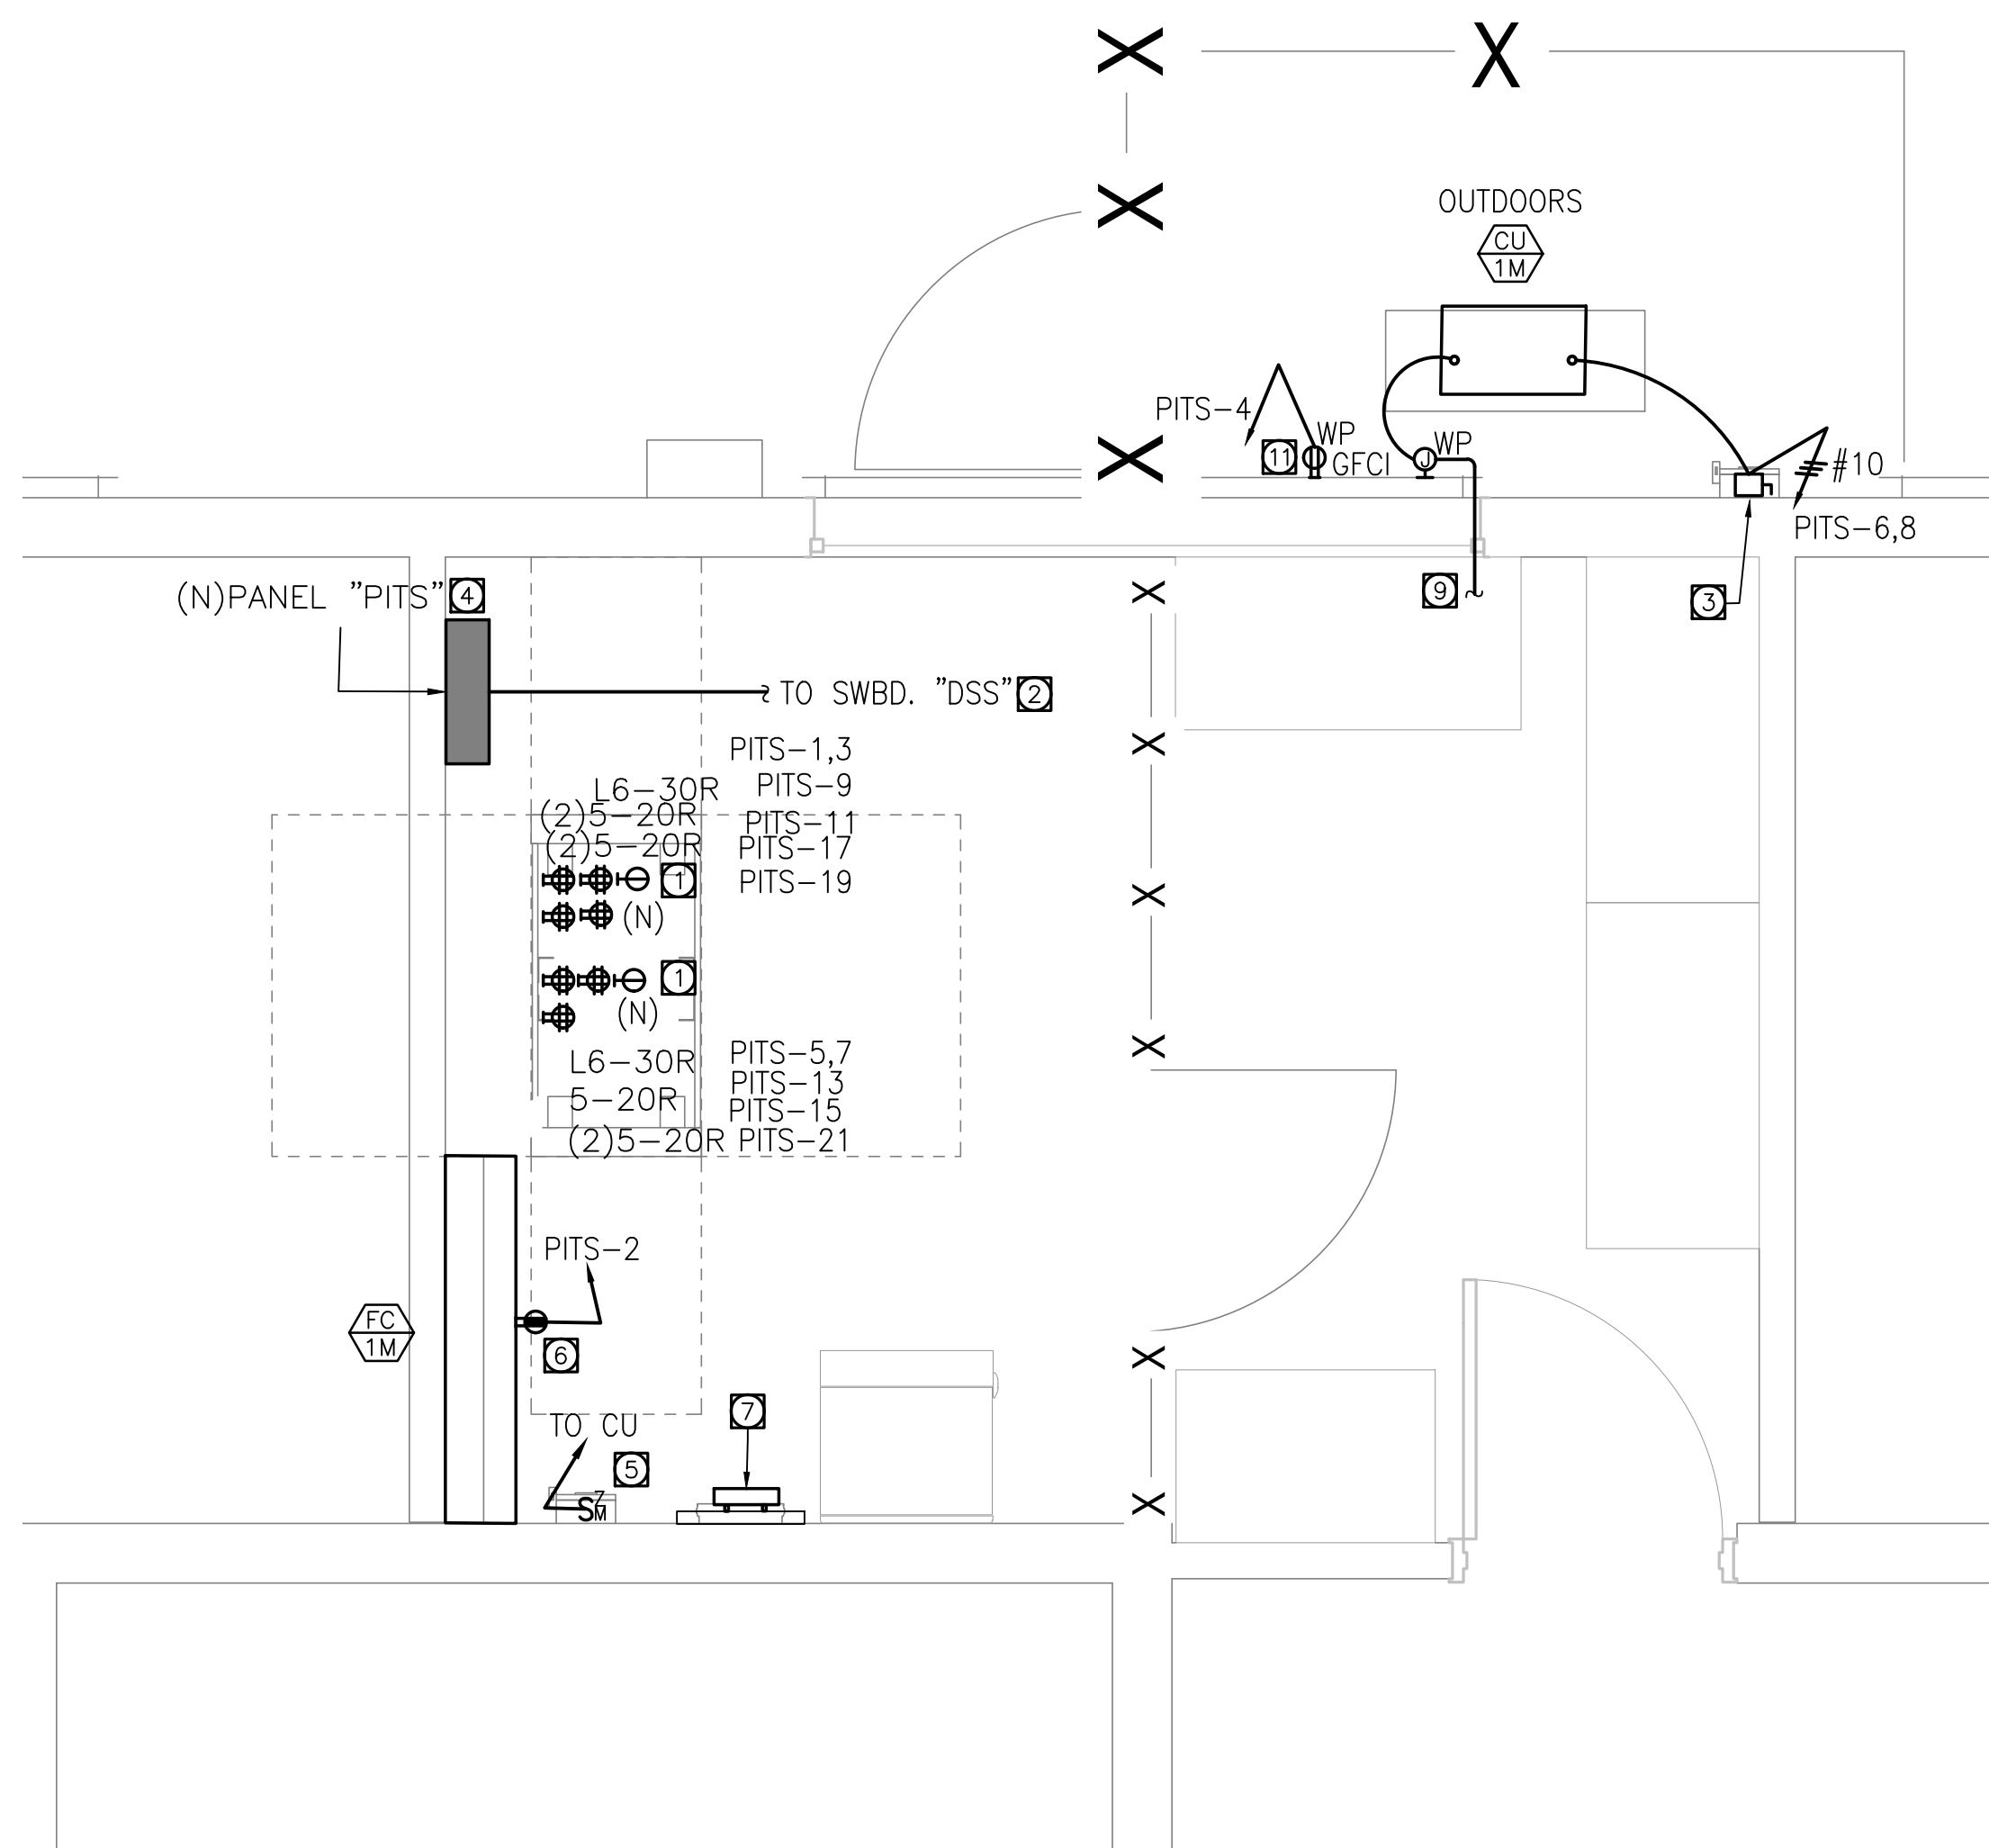 X
X
X
OUTDOORS
CU
1M
PITS-4
11
WP
GFCI
X
J
WP
#10
PITS-6,8
3
9
(N)PANEL "PITS"
4
TO SWBD. "DSS"
2
X
X
X
X
PITS-1,3
L6-30R
PITS-9
(2)5-20R
PITS-11
(2)5-20R
PITS-17
1
PITS-19
(N)
1
(N)
L6-30R
PITS-5,7
5-20R
PITS-13
PITS-15
(2)5-20R
PITS-21
PITS-2
FC
1M
6
X
7
TO CU
5
S
7
M
X